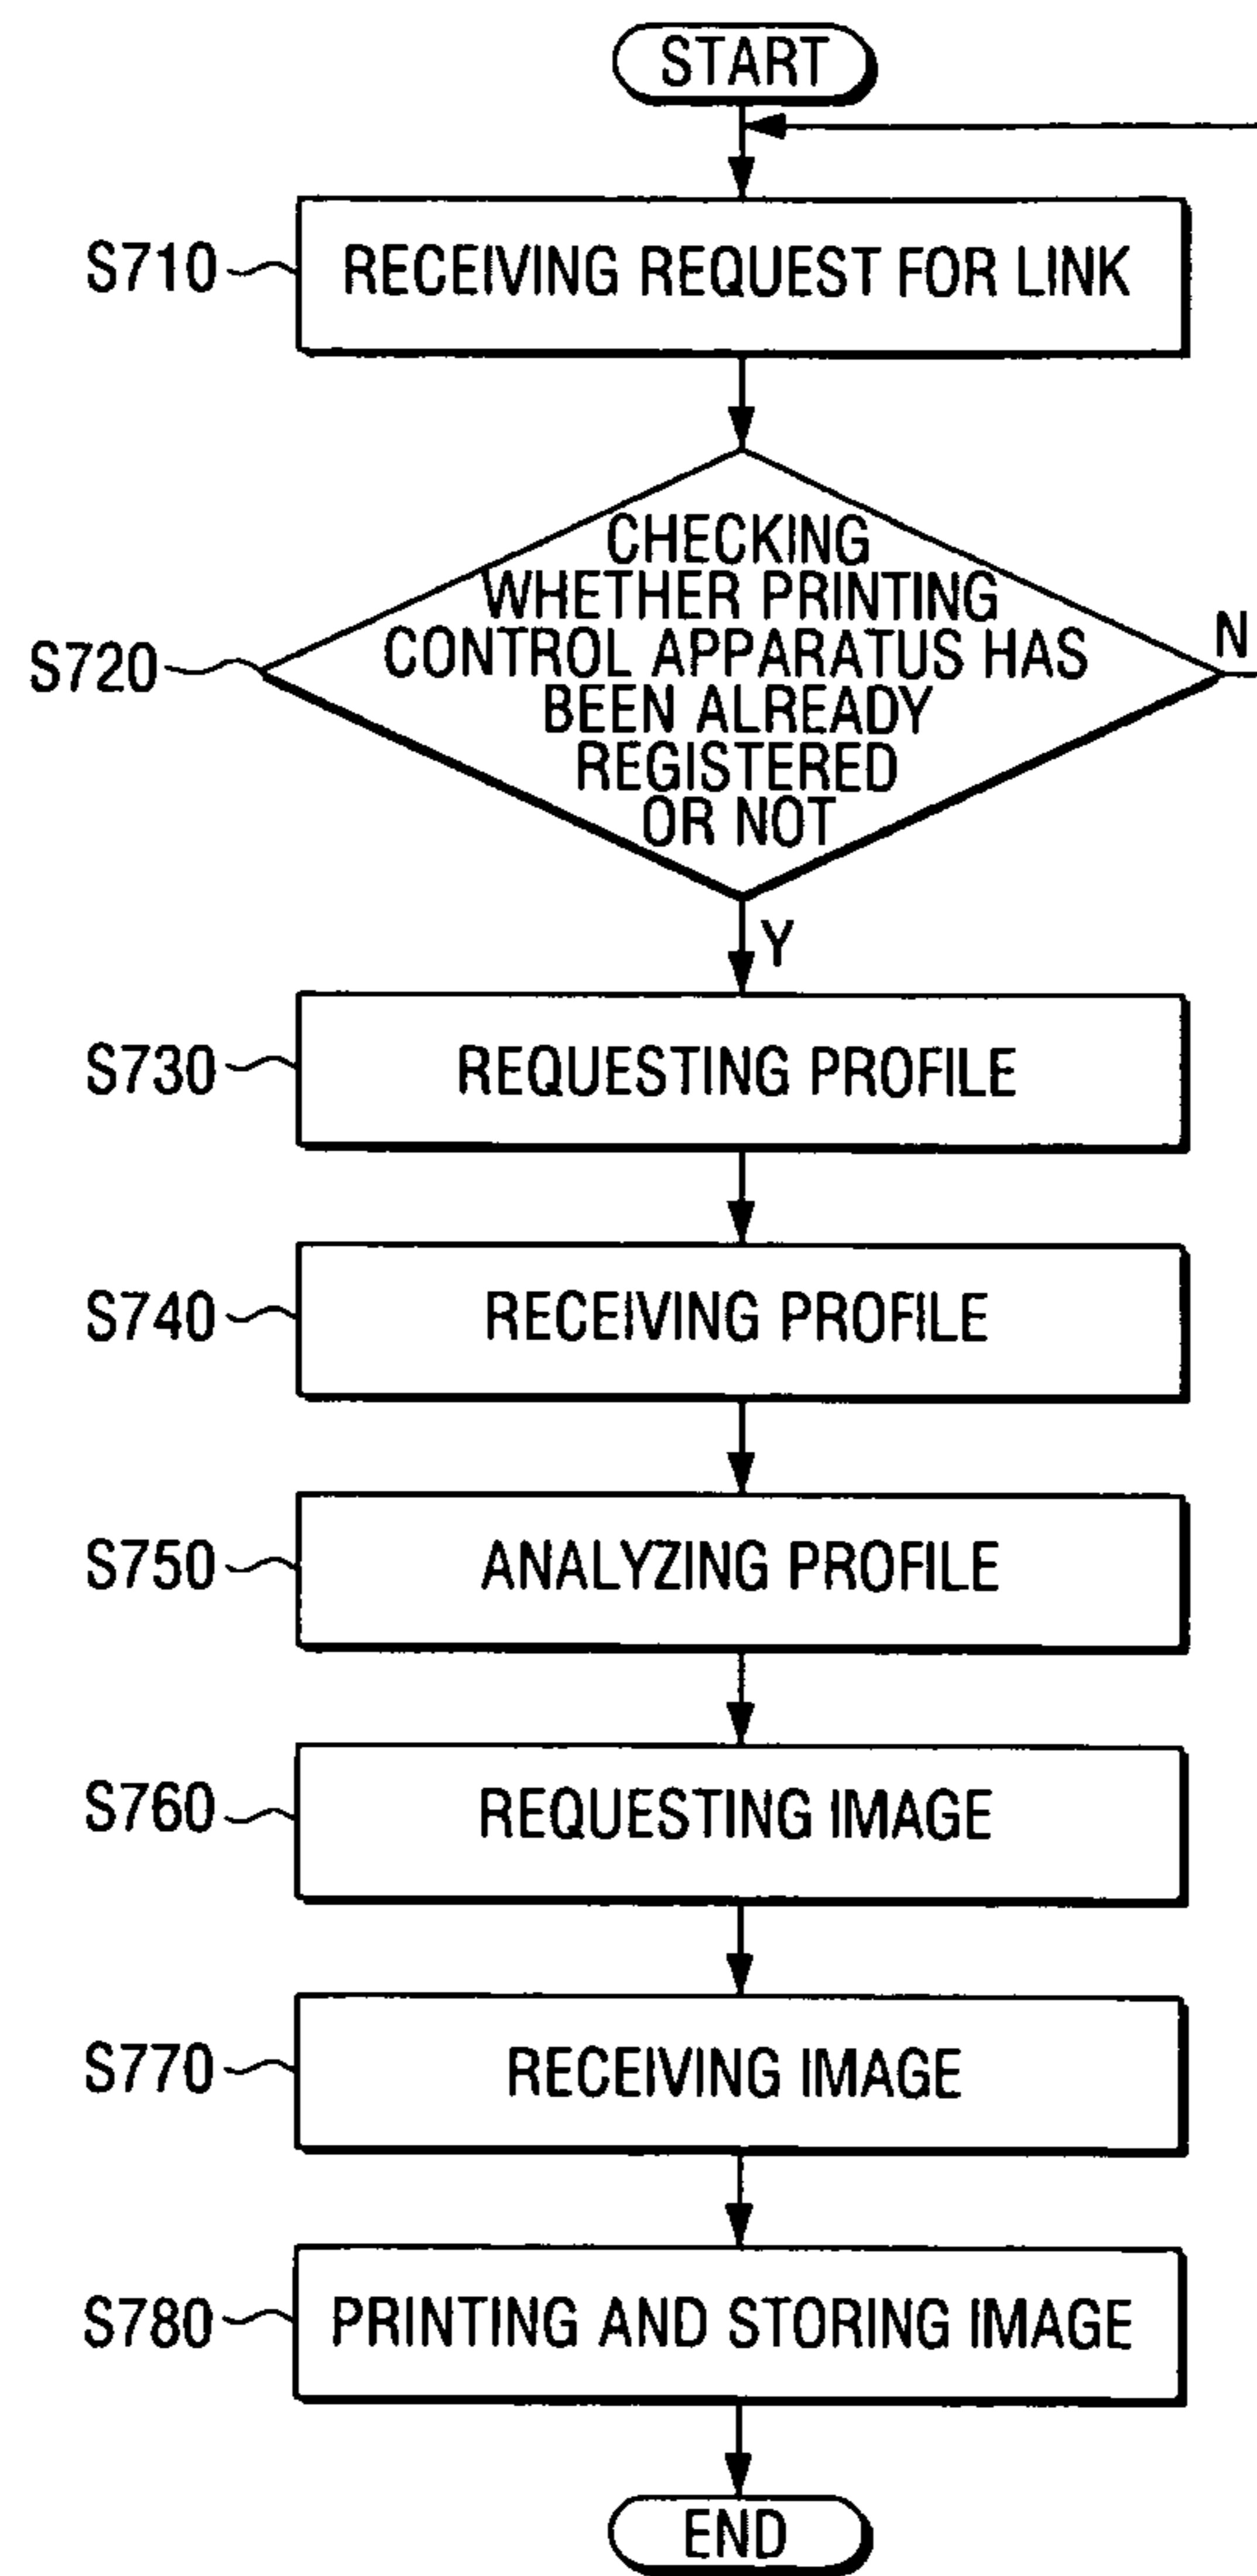 START
S710
RECEIVING REQUEST FOR LINK
S720
CHECKING
WHETHER PRINTING
CONTROL APPARATUS HAS
BEEN ALREADY
REGISTERED
OR NOT
N
Y
S730
REQUESTING PROFILE
S740
RECEIVING PROFILE
S750
ANALYZING PROFILE
S760
REQUESTING IMAGE
S770
RECEIVING IMAGE
S780
PRINTING AND STORING IMAGE
END